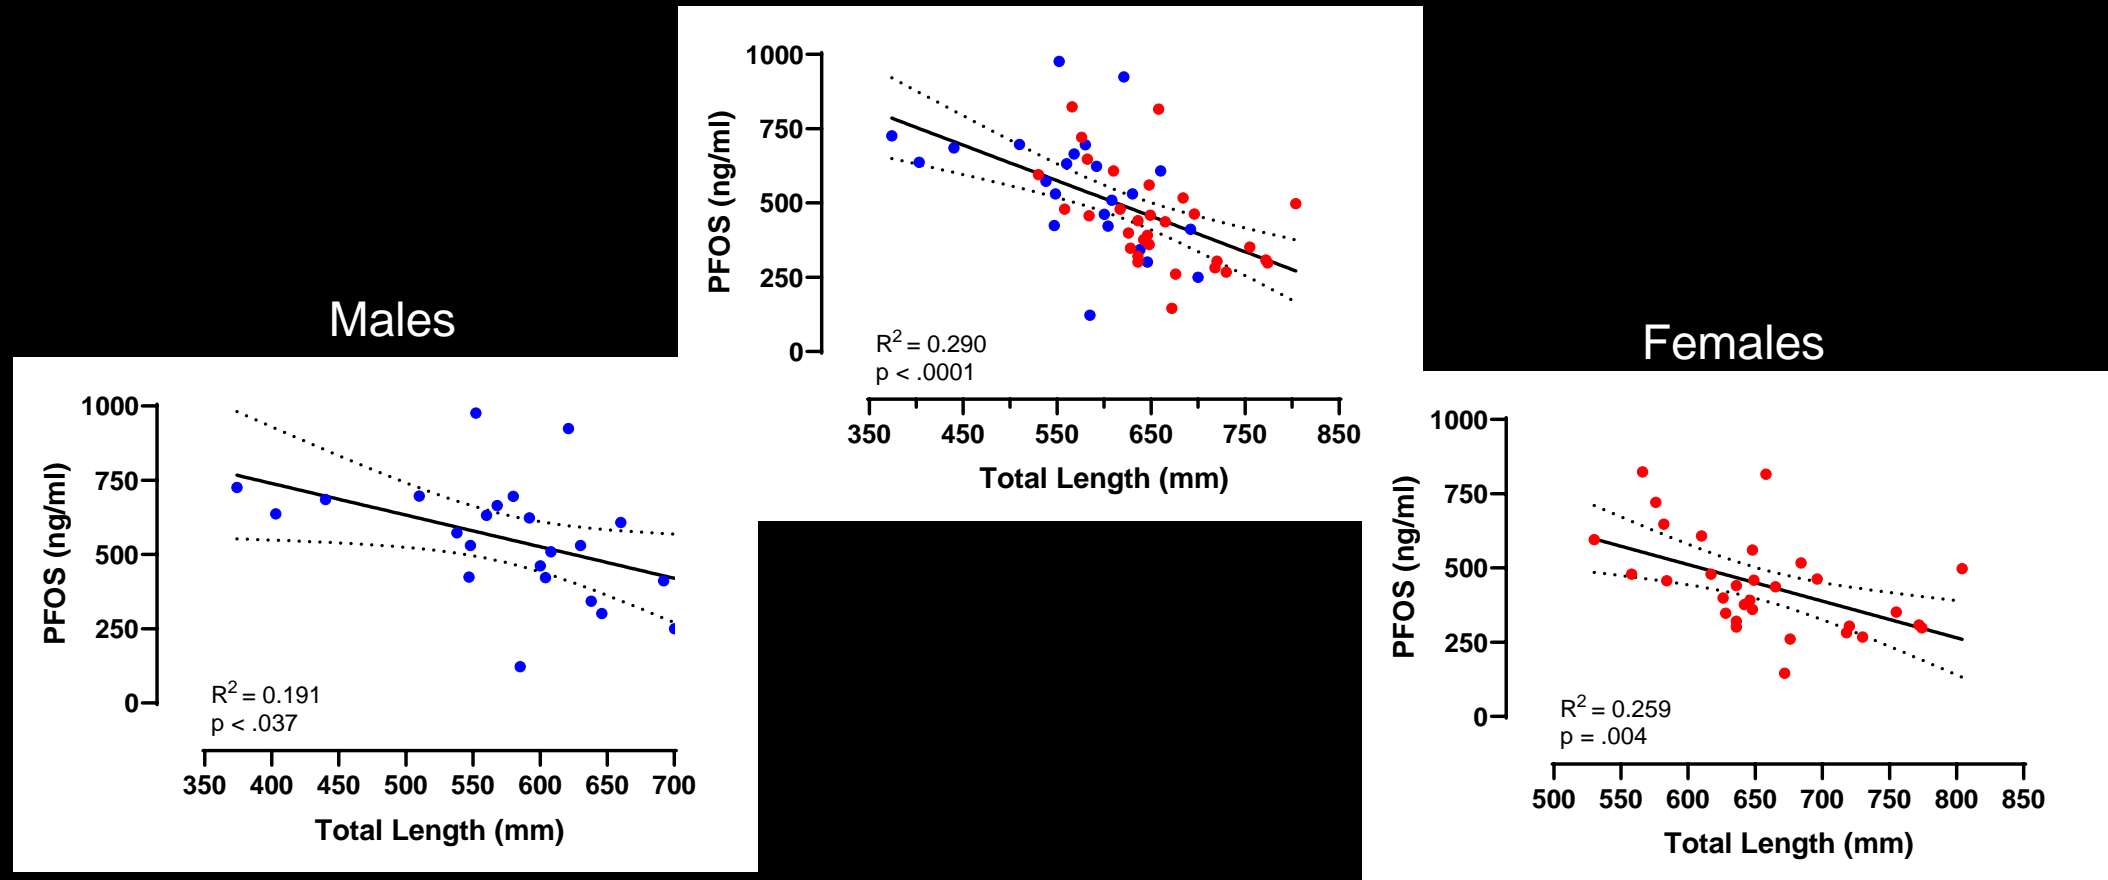 Males
1000
750
500
250
0
PFOS (ng/ml)
R2 = 0.191
p < .037
350 400 450 500 550 600 650 700
Total Length (mm)
1000
750
500
250
0
PFOS (ng/ml)
R2 = 0.290
p < .0001
350 450 550 650 750 850
Total Length (mm)
Females
1000
750
500
250
0
PFOS (ng/ml)
R2 = 0.259
p = .004
500 550 600 650 700 750 800 850
Total Length (mm)